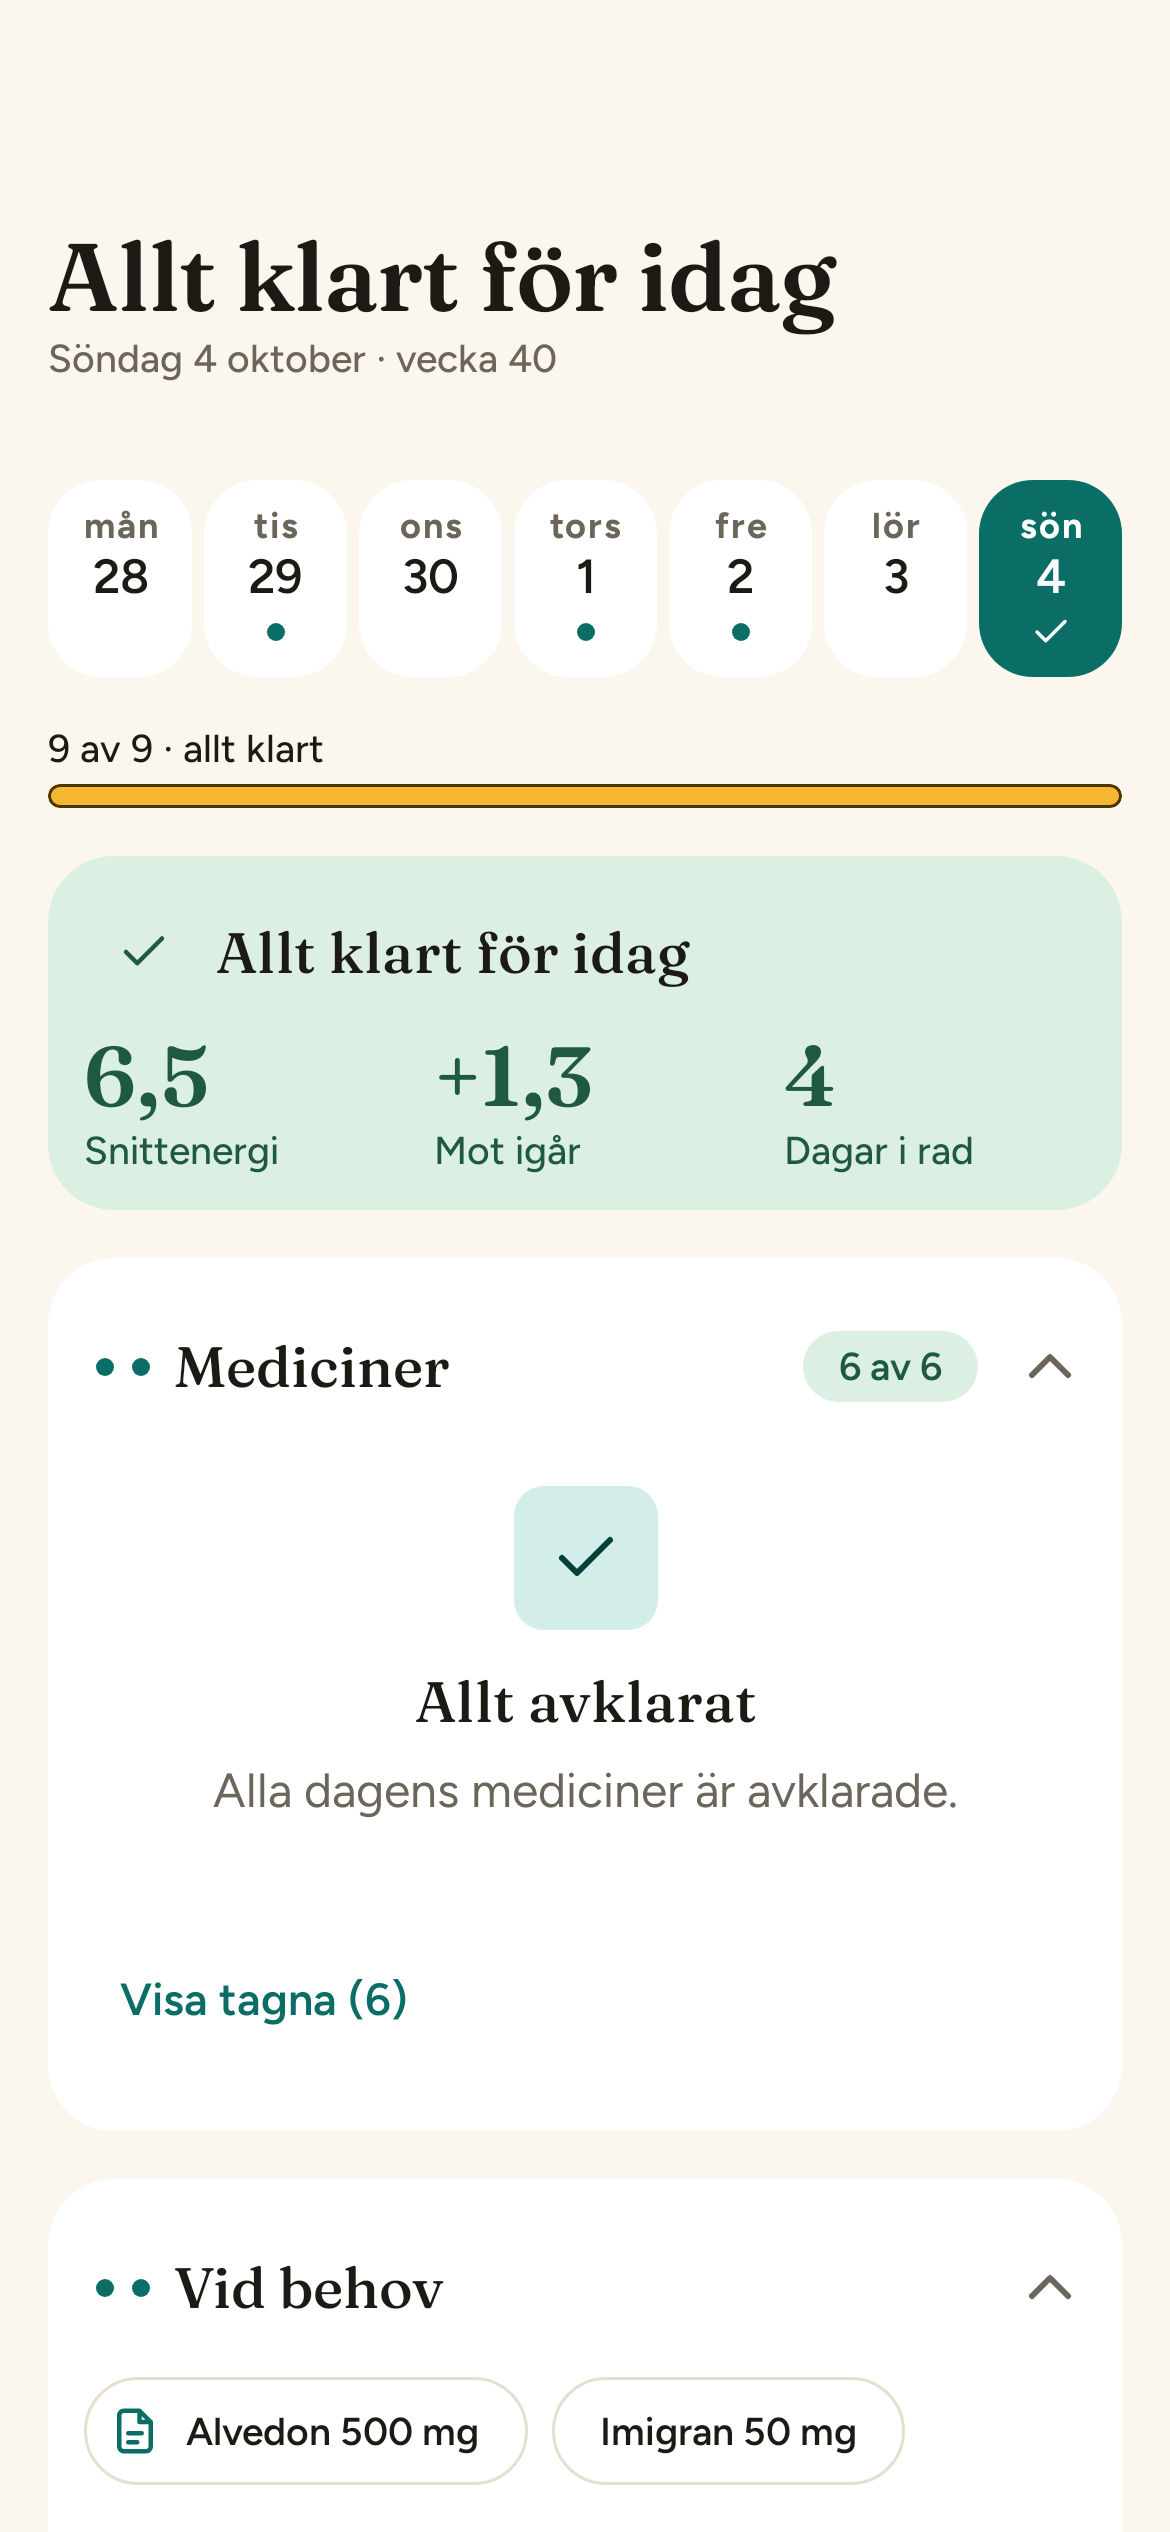 Allt klart för idag
Söndag 4 oktober · vecka 40
mån tis ons tors fre lör sön
28 29 30 1 2 3 4
9 av 9 · allt klart
Allt klart för idag
6,5 +1,3 4
Snittenergi Mot igår Dagar i rad
Mediciner 6 av 6
Allt avklarat
Alla dagens mediciner är avklarade.
Visa tagna (6)
Vid behov
Alvedon 500 mg Imigran 50 mg